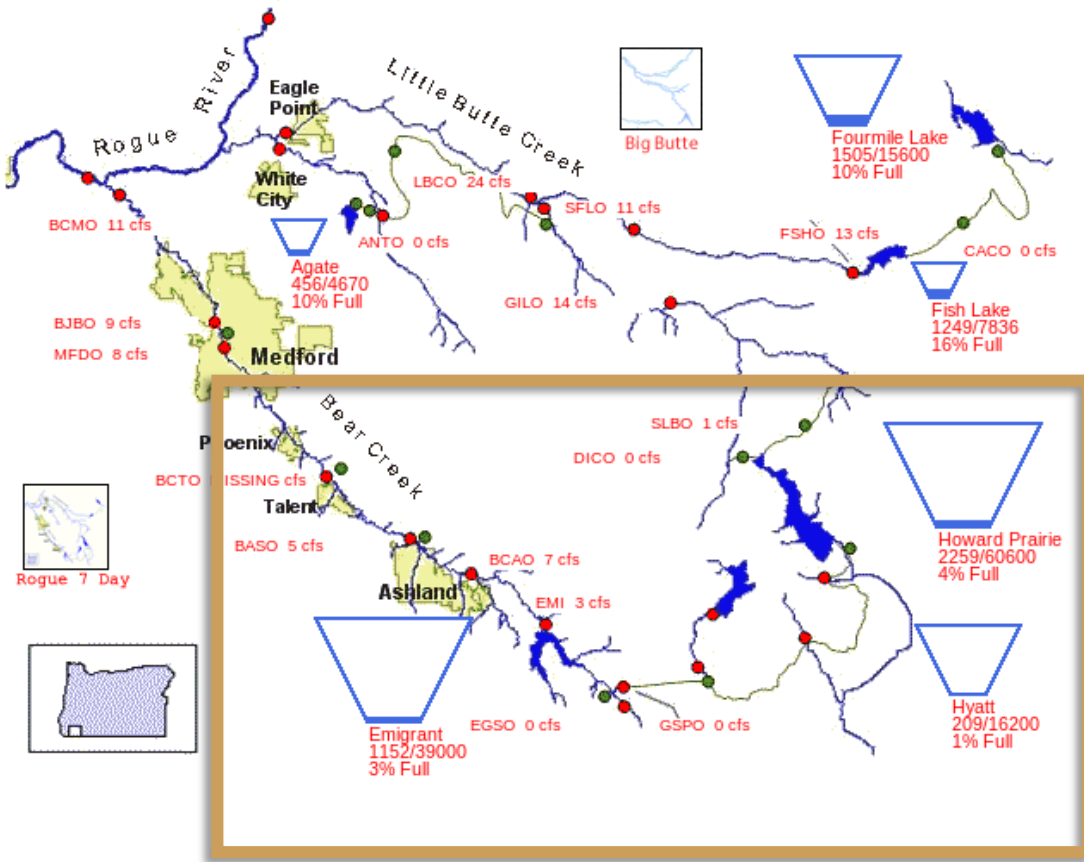 Rogue River
Eagle
Point
Little Butte Creek
Big Butte
Fourmile Lake
1505/15600
10% Full
White
City
LBCO 24 cfs
SFLO 11 cfs
BCMO 11 cfs
ANTO 0 cfs
FSHO 13 cfs
CACO 0 cfs
Agate
456/4670
10% Full
GILO 14 cfs
Fish Lake
1249/7836
16% Full
BJBO 9 cfs
MFDO 8 cfs
Medford
Bear Creek
Phoenix
SLBO 1 cfs
DICO 0 cfs
BCTO MISSING cfs
Talent
Howard Prairie
2259/60600
4% Full
BASO 5 cfs
BCAO 7 cfs
Rogue 7 Day
Ashland
EMI 3 cfs
EGSO 0 cfs
GSPO 0 cfs
Emigrant
1152/39000
3% Full
Hyatt
209/16200
1% Full